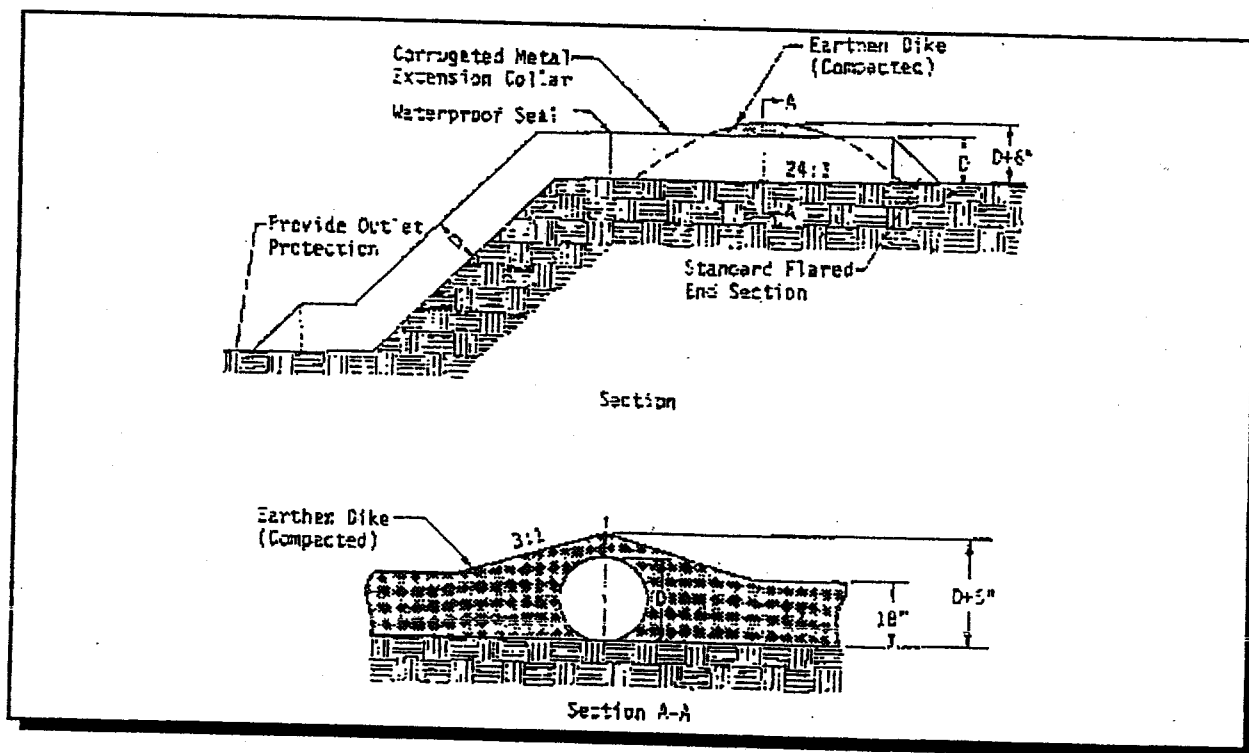 Corrugated Metal
Extension Collar
Earthen Dike
(Compacted)
Waterproof Seal
A
D
D+6"
24:1
A
Provide Outlet
Protection
D
Standard Flared
End Section
Section
Earthen Dike
(Compacted)
3:1
D
18"
D+6"
Section A-A